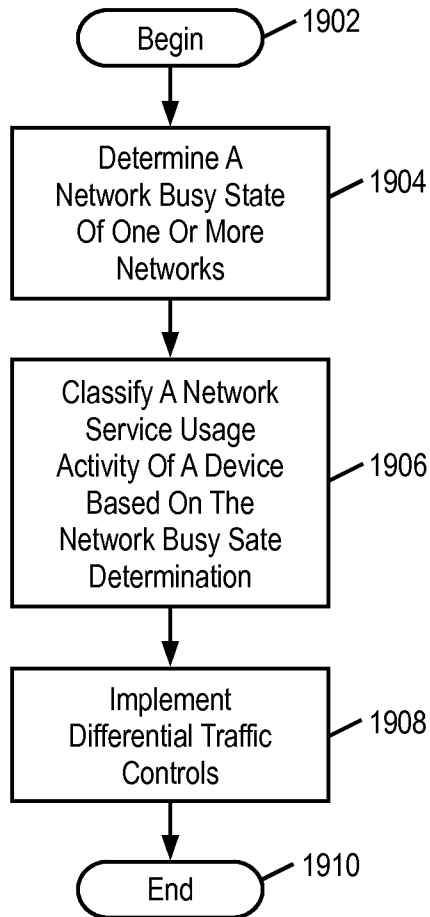 Begin
1902
Determine A
Network Busy State
Of One Or More
Networks
1904
Classify A Network
Service Usage
Activity Of A Device
Based On The
Network Busy Sate
Determination
1906
Implement
Differential Traffic
Controls
1908
End
1910